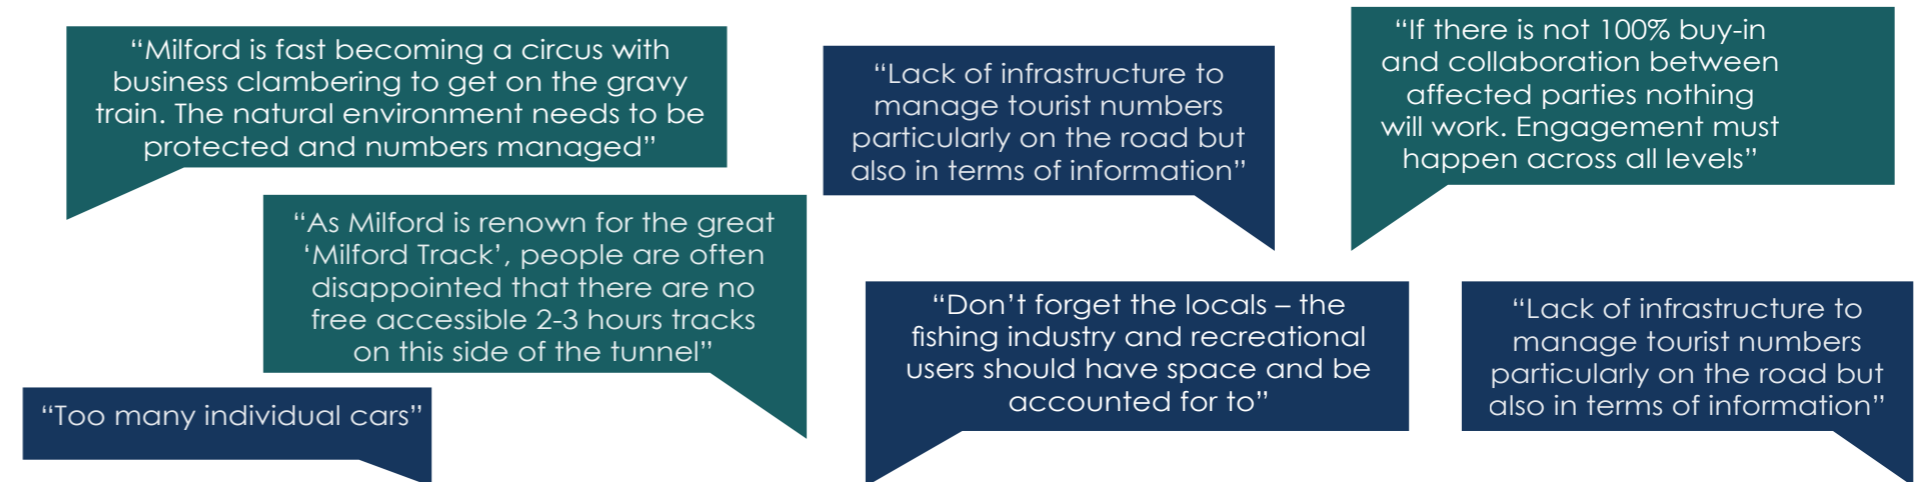 “Milford is fast becoming a circus with
business clambering to get on the gravy
train. The natural environment needs to be
protected and numbers managed”
“Lack of infrastructure to
manage tourist numbers
particularly on the road but
also in terms of information”
“If there is not 100% buy-in
and collaboration between
affected parties nothing
will work. Engagement must
happen across all levels”
“As Milford is renown for the great
‘Milford Track’, people are often
disappointed that there are no
free accessible 2-3 hours tracks
on this side of the tunnel”
“Don’t forget the locals – the
fishing industry and recreational
users should have space and be
accounted for to”
“Lack of infrastructure to
manage tourist numbers
particularly on the road but
also in terms of information”
“Too many individual cars”